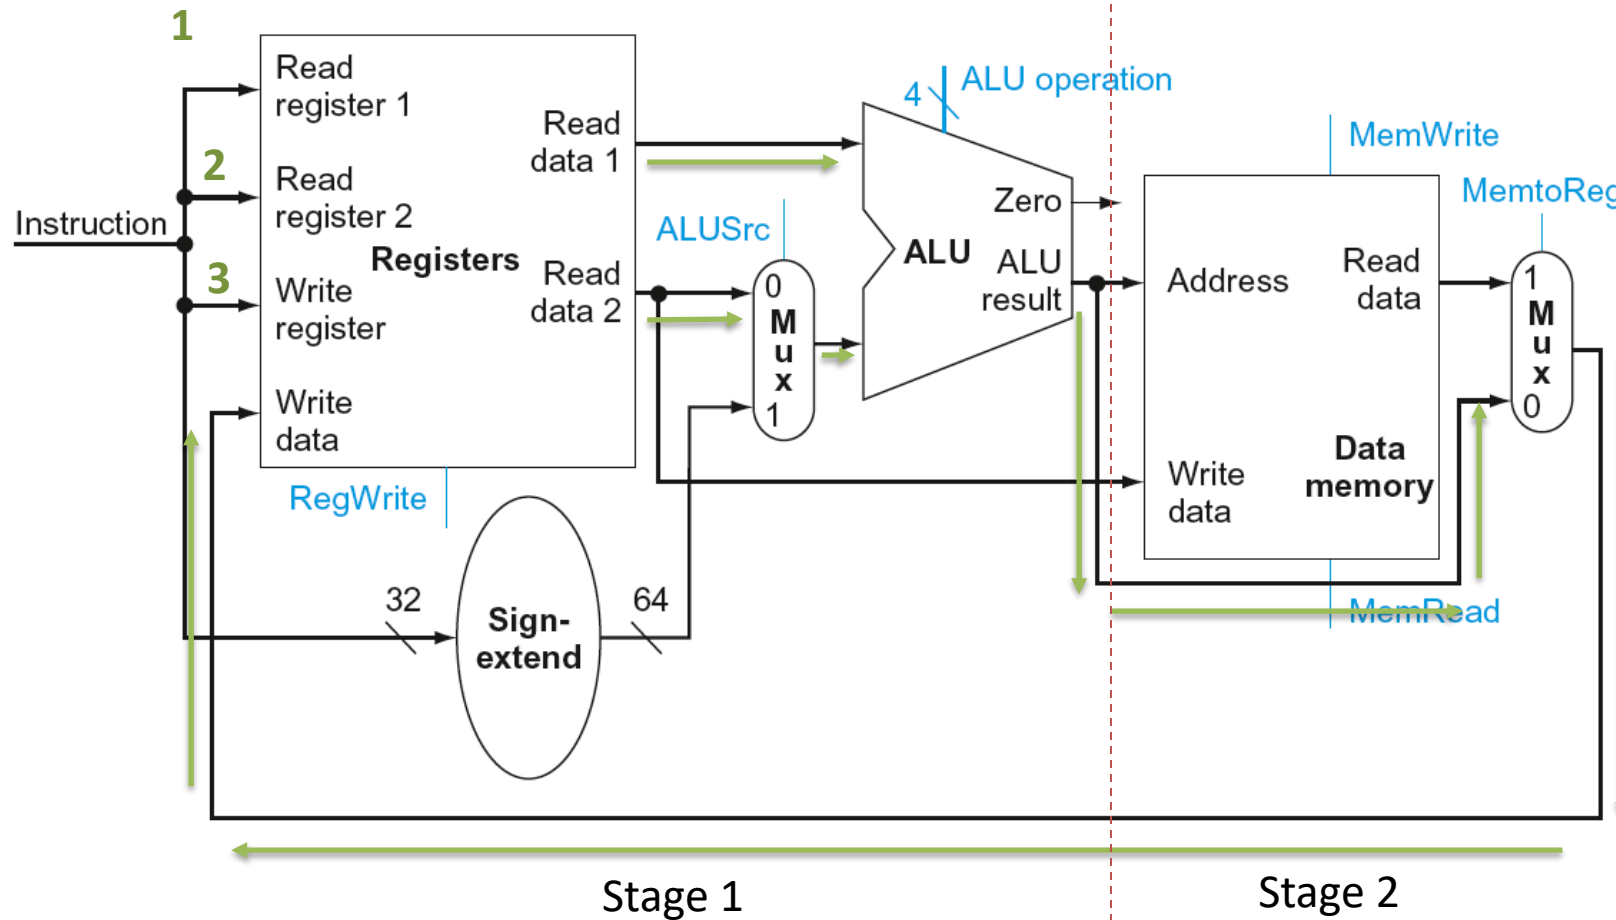 1
Read
register 1
2
Read
register 2
Instruction
3
Registers
Write
register
Write
data
Read
data 1
Read
data 2
RegWrite
ALUSrc
0
M
u
x
1
4
ALU operation
Zero
ALU
ALU
result
32
Sign-
extend
64
MemWrite
MemtoReg
Address
Read
data
Write
data
Data
memory
MemRead
1
M
u
x
0
Stage 1
Stage 2